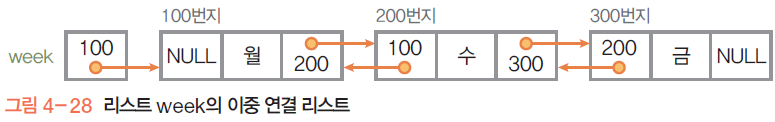 100번지 200번지 300번지
week 100 NULL 월 200 100 수 300 200 금 NULL
그림 4-28 리스트 week의 이중 연결 리스트